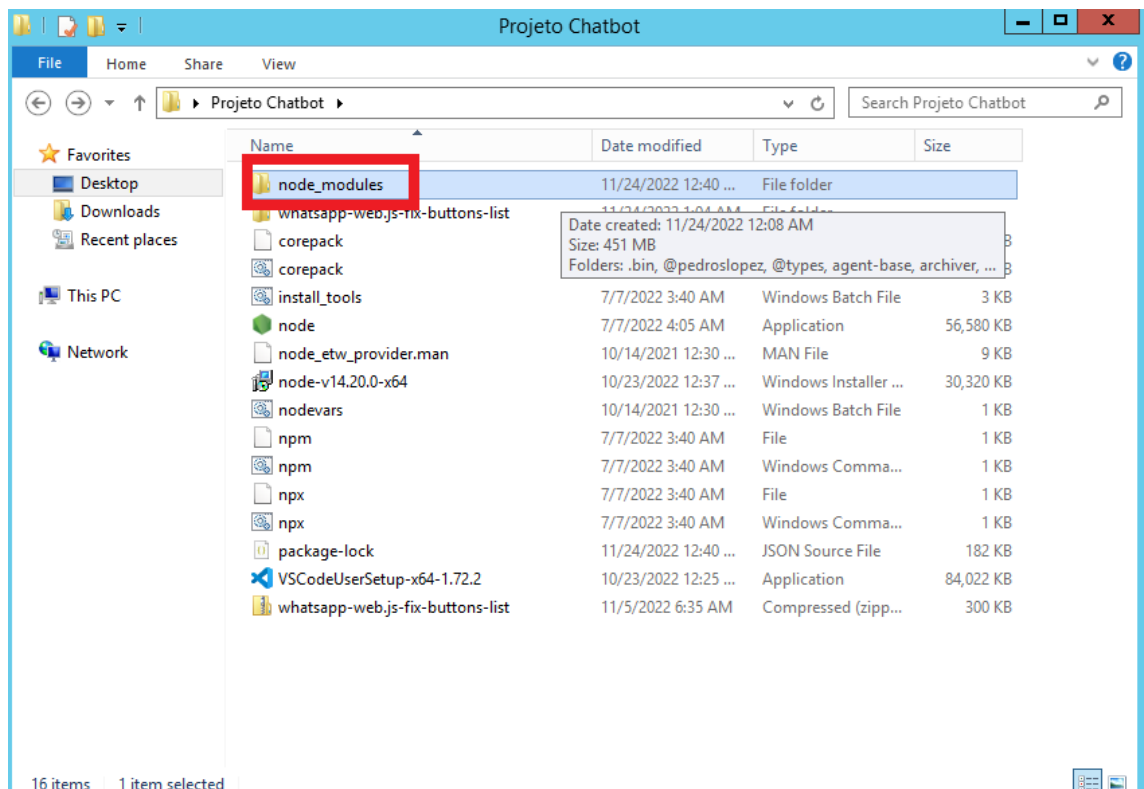 Projeto Chatbot
File Home Share View
Projeto Chatbot
Search Projeto Chatbot
Favorites
Desktop
Downloads
Recent places
This PC
Network
Name Date modified Type Size
node_modules 11/24/2022 12:40 ... File folder
whatsapp-web.js-fix-buttons-list 11/24/2022 1:04 AM File folder
Date created: 11/24/2022 12:08 AM
Size: 451 MB
Folders: .bin, @pedroslopez, @types, agent-base, archiver, ...
corepack
corepack
install_tools 7/7/2022 3:40 AM Windows Batch File 3 KB
node 7/7/2022 4:05 AM Application 56,580 KB
node_etw_provider.man 10/14/2021 12:30 ... MAN File 9 KB
node-v14.20.0-x64 10/23/2022 12:37 ... Windows Installer ... 30,320 KB
nodevars 10/14/2021 12:30 ... Windows Batch File 1 KB
npm 7/7/2022 3:40 AM File 1 KB
npm 7/7/2022 3:40 AM Windows Comma... 1 KB
npx 7/7/2022 3:40 AM File 1 KB
npx 7/7/2022 3:40 AM Windows Comma... 1 KB
package-lock 11/24/2022 12:40 ... JSON Source File 182 KB
VSCodeUserSetup-x64-1.72.2 10/23/2022 12:25 ... Application 84,022 KB
whatsapp-web.js-fix-buttons-list 11/5/2022 6:35 AM Compressed (zipp... 300 KB
16 items 1 item selected